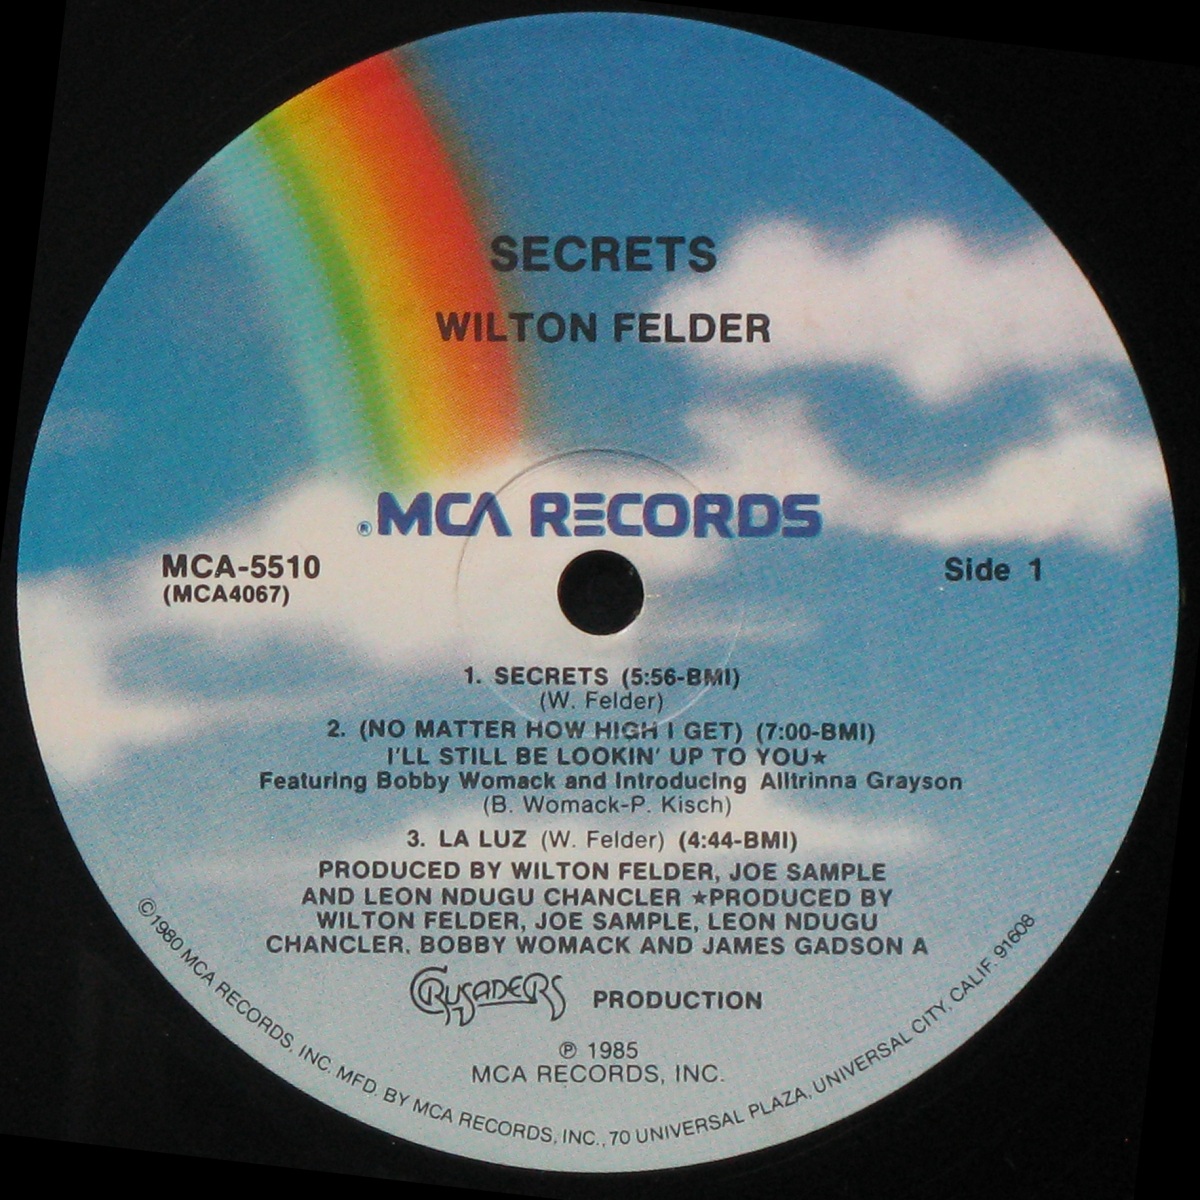 SECRETS
WILTON FELDER
® MCA RECORDS
MCA-5510
(MCA4067)
Side 1
1. SECRETS (5:56-BMI)
(W. Felder)
2. (NO MATTER HOW HIGH I GET) (7:00-BMI)
I'LL STILL BE LOOKIN' UP TO YOU★
Featuring Bobby Womack and Introducing Alltrinna Grayson
(B. Womack-P. Kisch)
3. LA LUZ (W. Felder) (4:44-BMI)
PRODUCED BY WILTON FELDER, JOE SAMPLE
AND LEON NDUGU CHANCLER ★PRODUCED BY
WILTON FELDER, JOE SAMPLE, LEON NDUGU
CHANCLER, BOBBY WOMACK AND JAMES GADSON A
CRUSADERS PRODUCTION
℗ 1985
MCA RECORDS, INC.
©1980 MCA RECORDS, INC. MFD. BY MCA RECORDS, INC., 70 UNIVERSAL PLAZA, UNIVERSAL CITY, CALIF. 91608